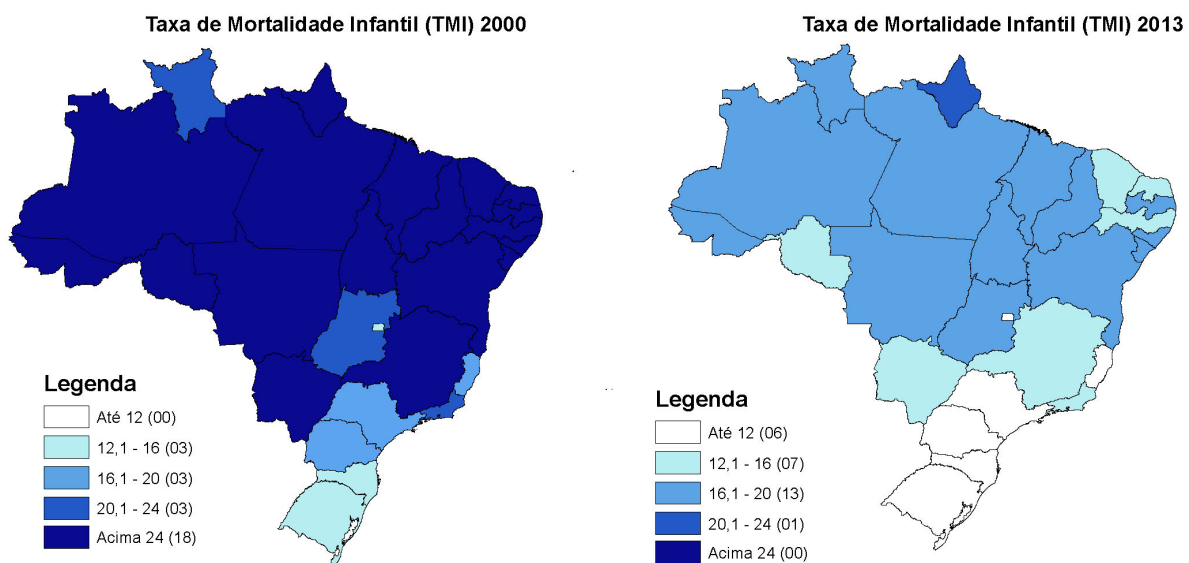 Taxa de Mortalidade Infantil (TMI) 2000
Legenda
Até 12 (00)
12,1 - 16 (03)
16,1 - 20 (03)
20,1 - 24 (03)
Acima 24 (18)
Taxa de Mortalidade Infantil (TMI) 2013
Legenda
Até 12 (06)
12,1 - 16 (07)
16,1 - 20 (13)
20,1 - 24 (01)
Acima 24 (00)